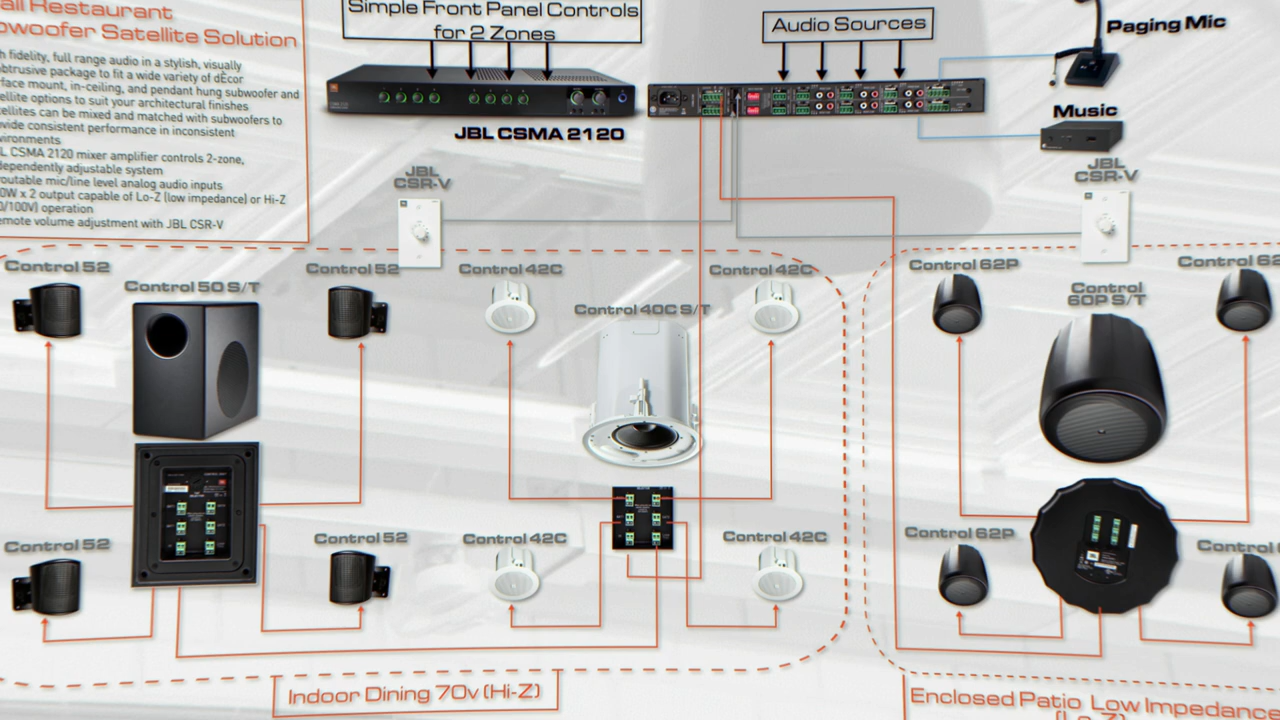 all Restaurant
bwoofer Satellite Solution
h fidelity, full range audio in a stylish, visually
btrusive package to fit a wide variety of dÈcor
rface mount, in-ceiling, and pendant hung subwoofer and
ellite options to suit your architectural finishes
ellites can be mixed and matched with subwoofers to
vide consistent performance in inconsistent
vironments
L CSMA 2120 mixer amplifier controls 2-zone,
dependently adjustable system
routable mic/line level analog audio inputs
0W x 2 output capable of Lo-Z (low impedance) or Hi-Z
0/100V) operation
emote volume adjustment with JBL CSR-V
Simple Front Panel Controls
for 2 Zones
Audio Sources
Paging Mic
JBL CSMA 2120
Music
JBL
CSR-V
JBL
CSR-V
Control 52
Control 50 S/T
Control 52
Control 42C
Control 40C S/T
Control 42C
Control 62P
Control
60P S/T
Control 62
Control 52
Control 52
Control 42C
Control 42C
Control 62P
Control
Indoor Dining 70v (Hi-Z)
Enclosed Patio Low Impedance
(Lo-Z)